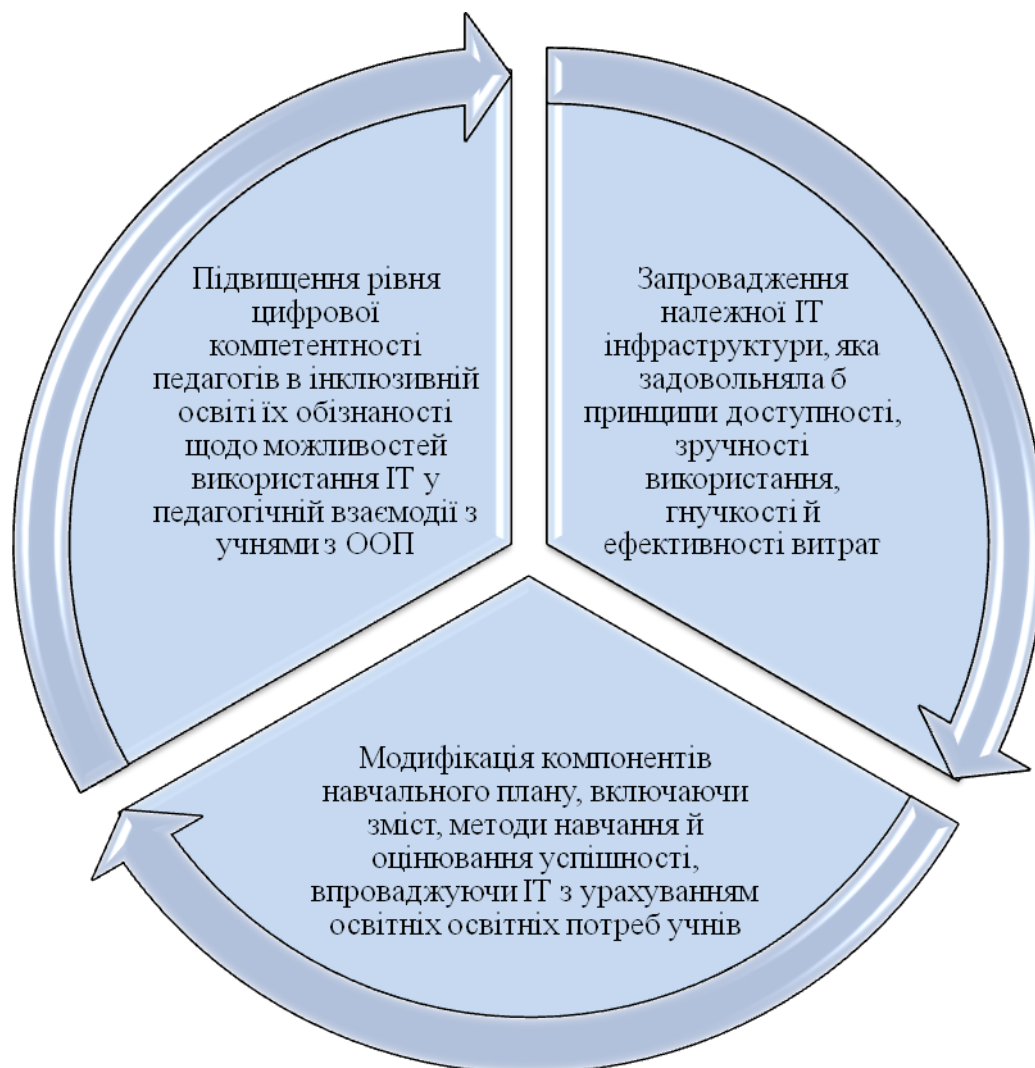 Підвищення рівня
цифрової
компетентності
педагогів в інклюзивній
освіті їх обізнаності
щодо можливостей
використання ІТ у
педагогічній взаємодії з
учнями з ООП
Запровадження
належної ІТ
інфраструктури, яка
задовольняла б
принципи доступності,
зручності
використання,
гнучкості й
ефективності витрат
Модифікація компонентів
навчального плану, включаючи
зміст, методи навчання й
оцінювання успішності,
впроваджуючи ІТ з урахуванням
освітніх освітніх потреб учнів